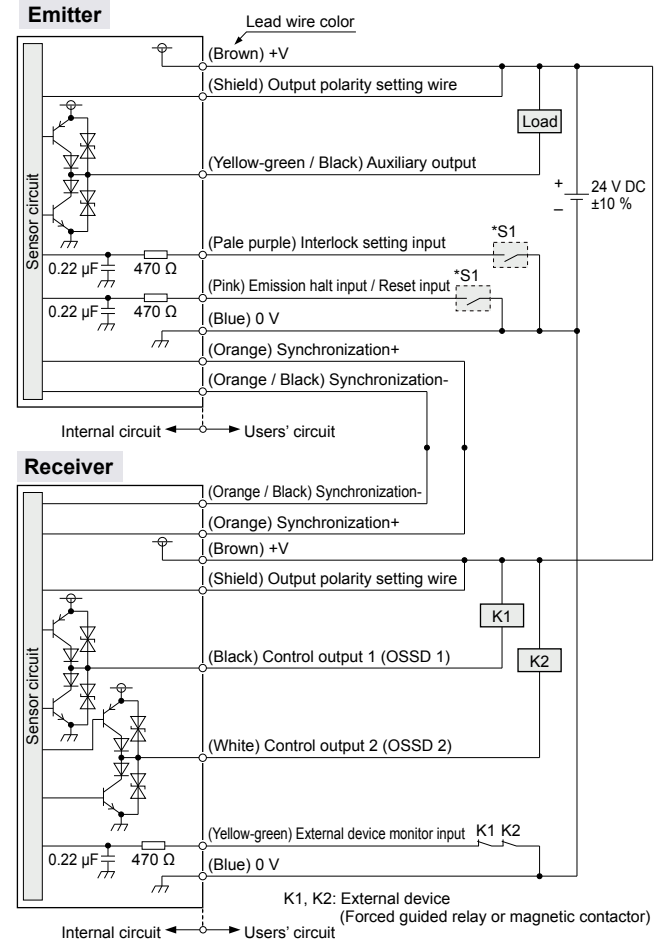 Emitter
Lead wire color
(Brown) +V
(Shield) Output polarity setting wire
Load
(Yellow-green / Black) Auxiliary output
+
–
24 V DC
±10 %
Sensor circuit
(Pale purple) Interlock setting input
*S1
0.22 µF
470 Ω
(Pink) Emission halt input / Reset input
*S1
0.22 µF
470 Ω
(Blue) 0 V
(Orange) Synchronization+
(Orange / Black) Synchronization-
Internal circuit
Users' circuit
Receiver
(Orange / Black) Synchronization-
(Orange) Synchronization+
(Brown) +V
(Shield) Output polarity setting wire
K1
(Black) Control output 1 (OSSD 1)
K2
Sensor circuit
(White) Control output 2 (OSSD 2)
(Yellow-green) External device monitor input
K1 K2
0.22 µF
470 Ω
(Blue) 0 V
K1, K2: External device
(Forced guided relay or magnetic contactor)
Internal circuit
Users' circuit